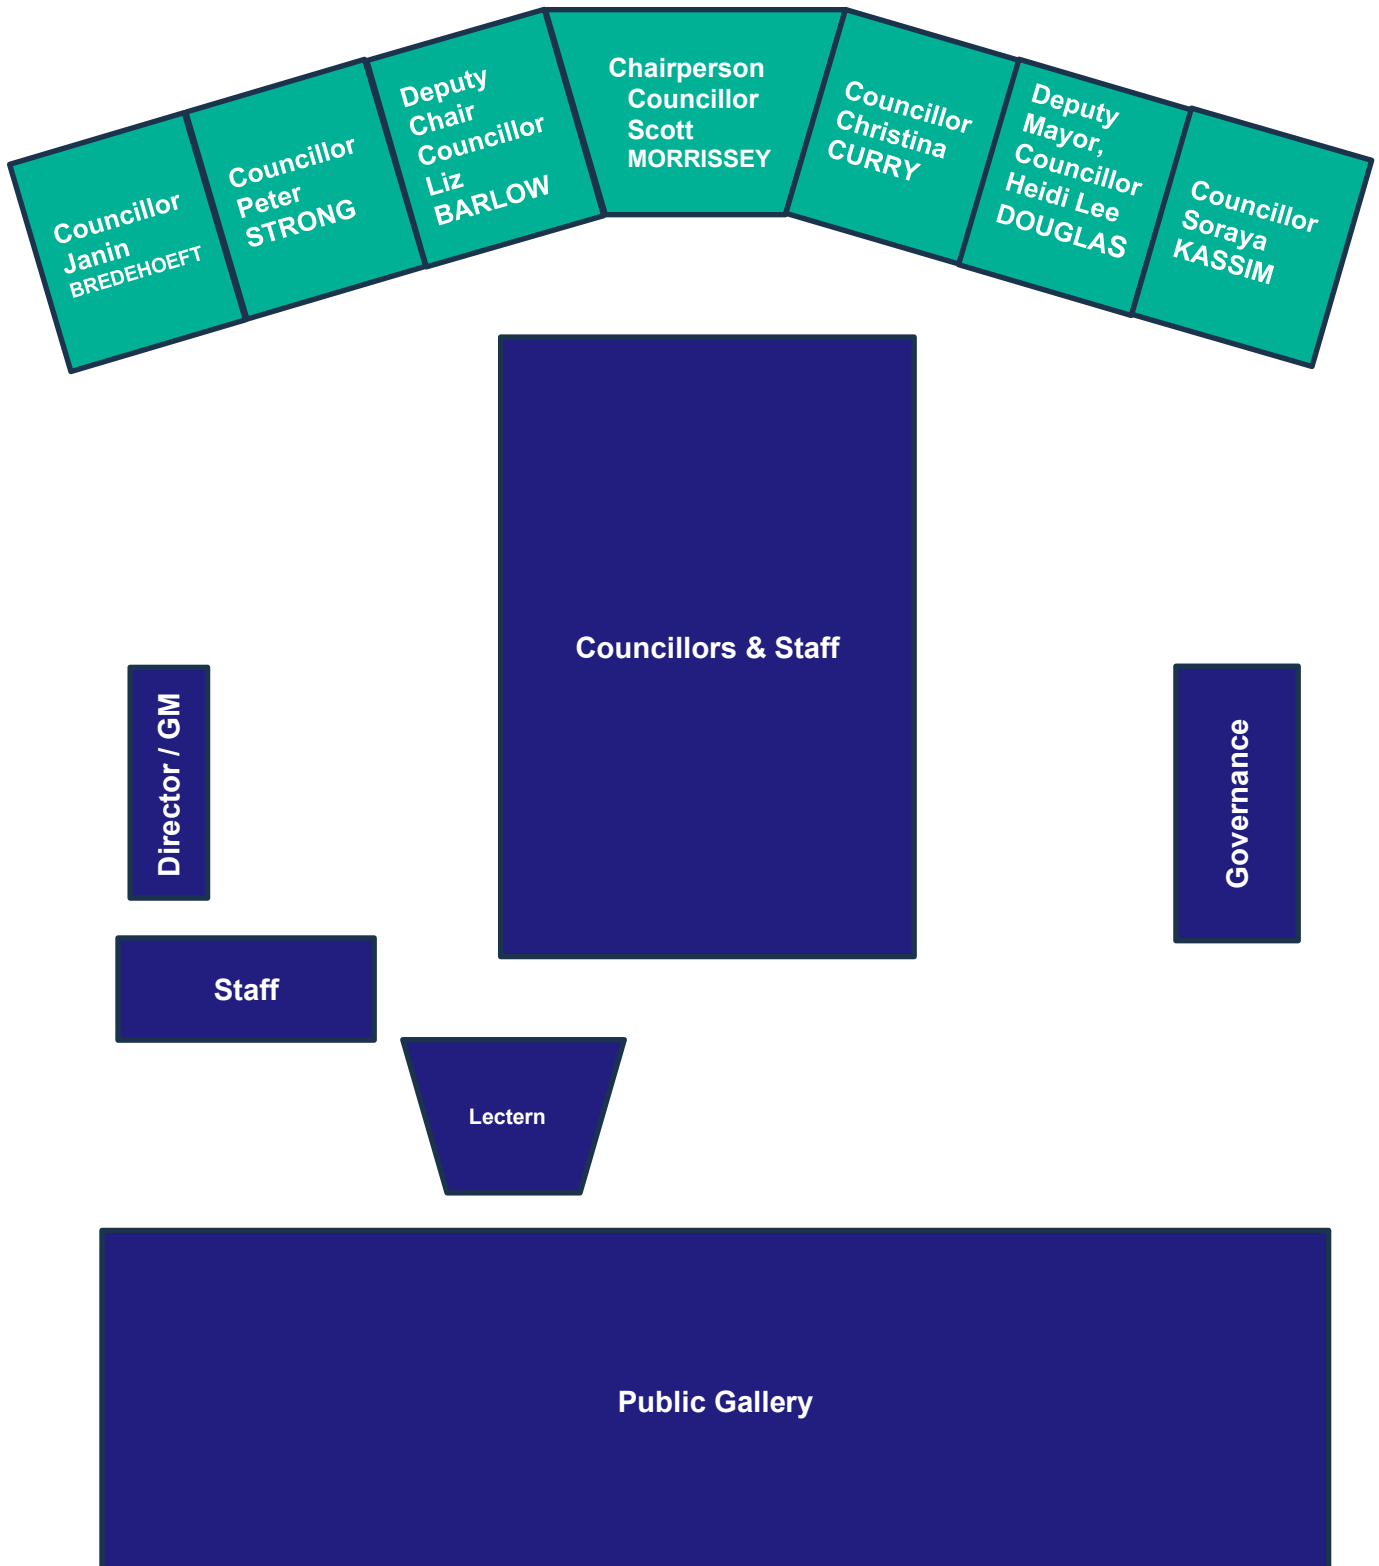 Councillor
Janin
BREDEHOEFT
Councillor
Peter
STRONG
Deputy
Chair
Councillor
Liz
BARLOW
Chairperson
Councillor
Scott
MORRISSEY
Councillor
Christina
CURRY
Deputy
Mayor,
Councillor
Heidi Lee
DOUGLAS
Councillor
Soraya
KASSIM
Councillors & Staff
Director / GM
Governance
Staff
Lectern
Public Gallery